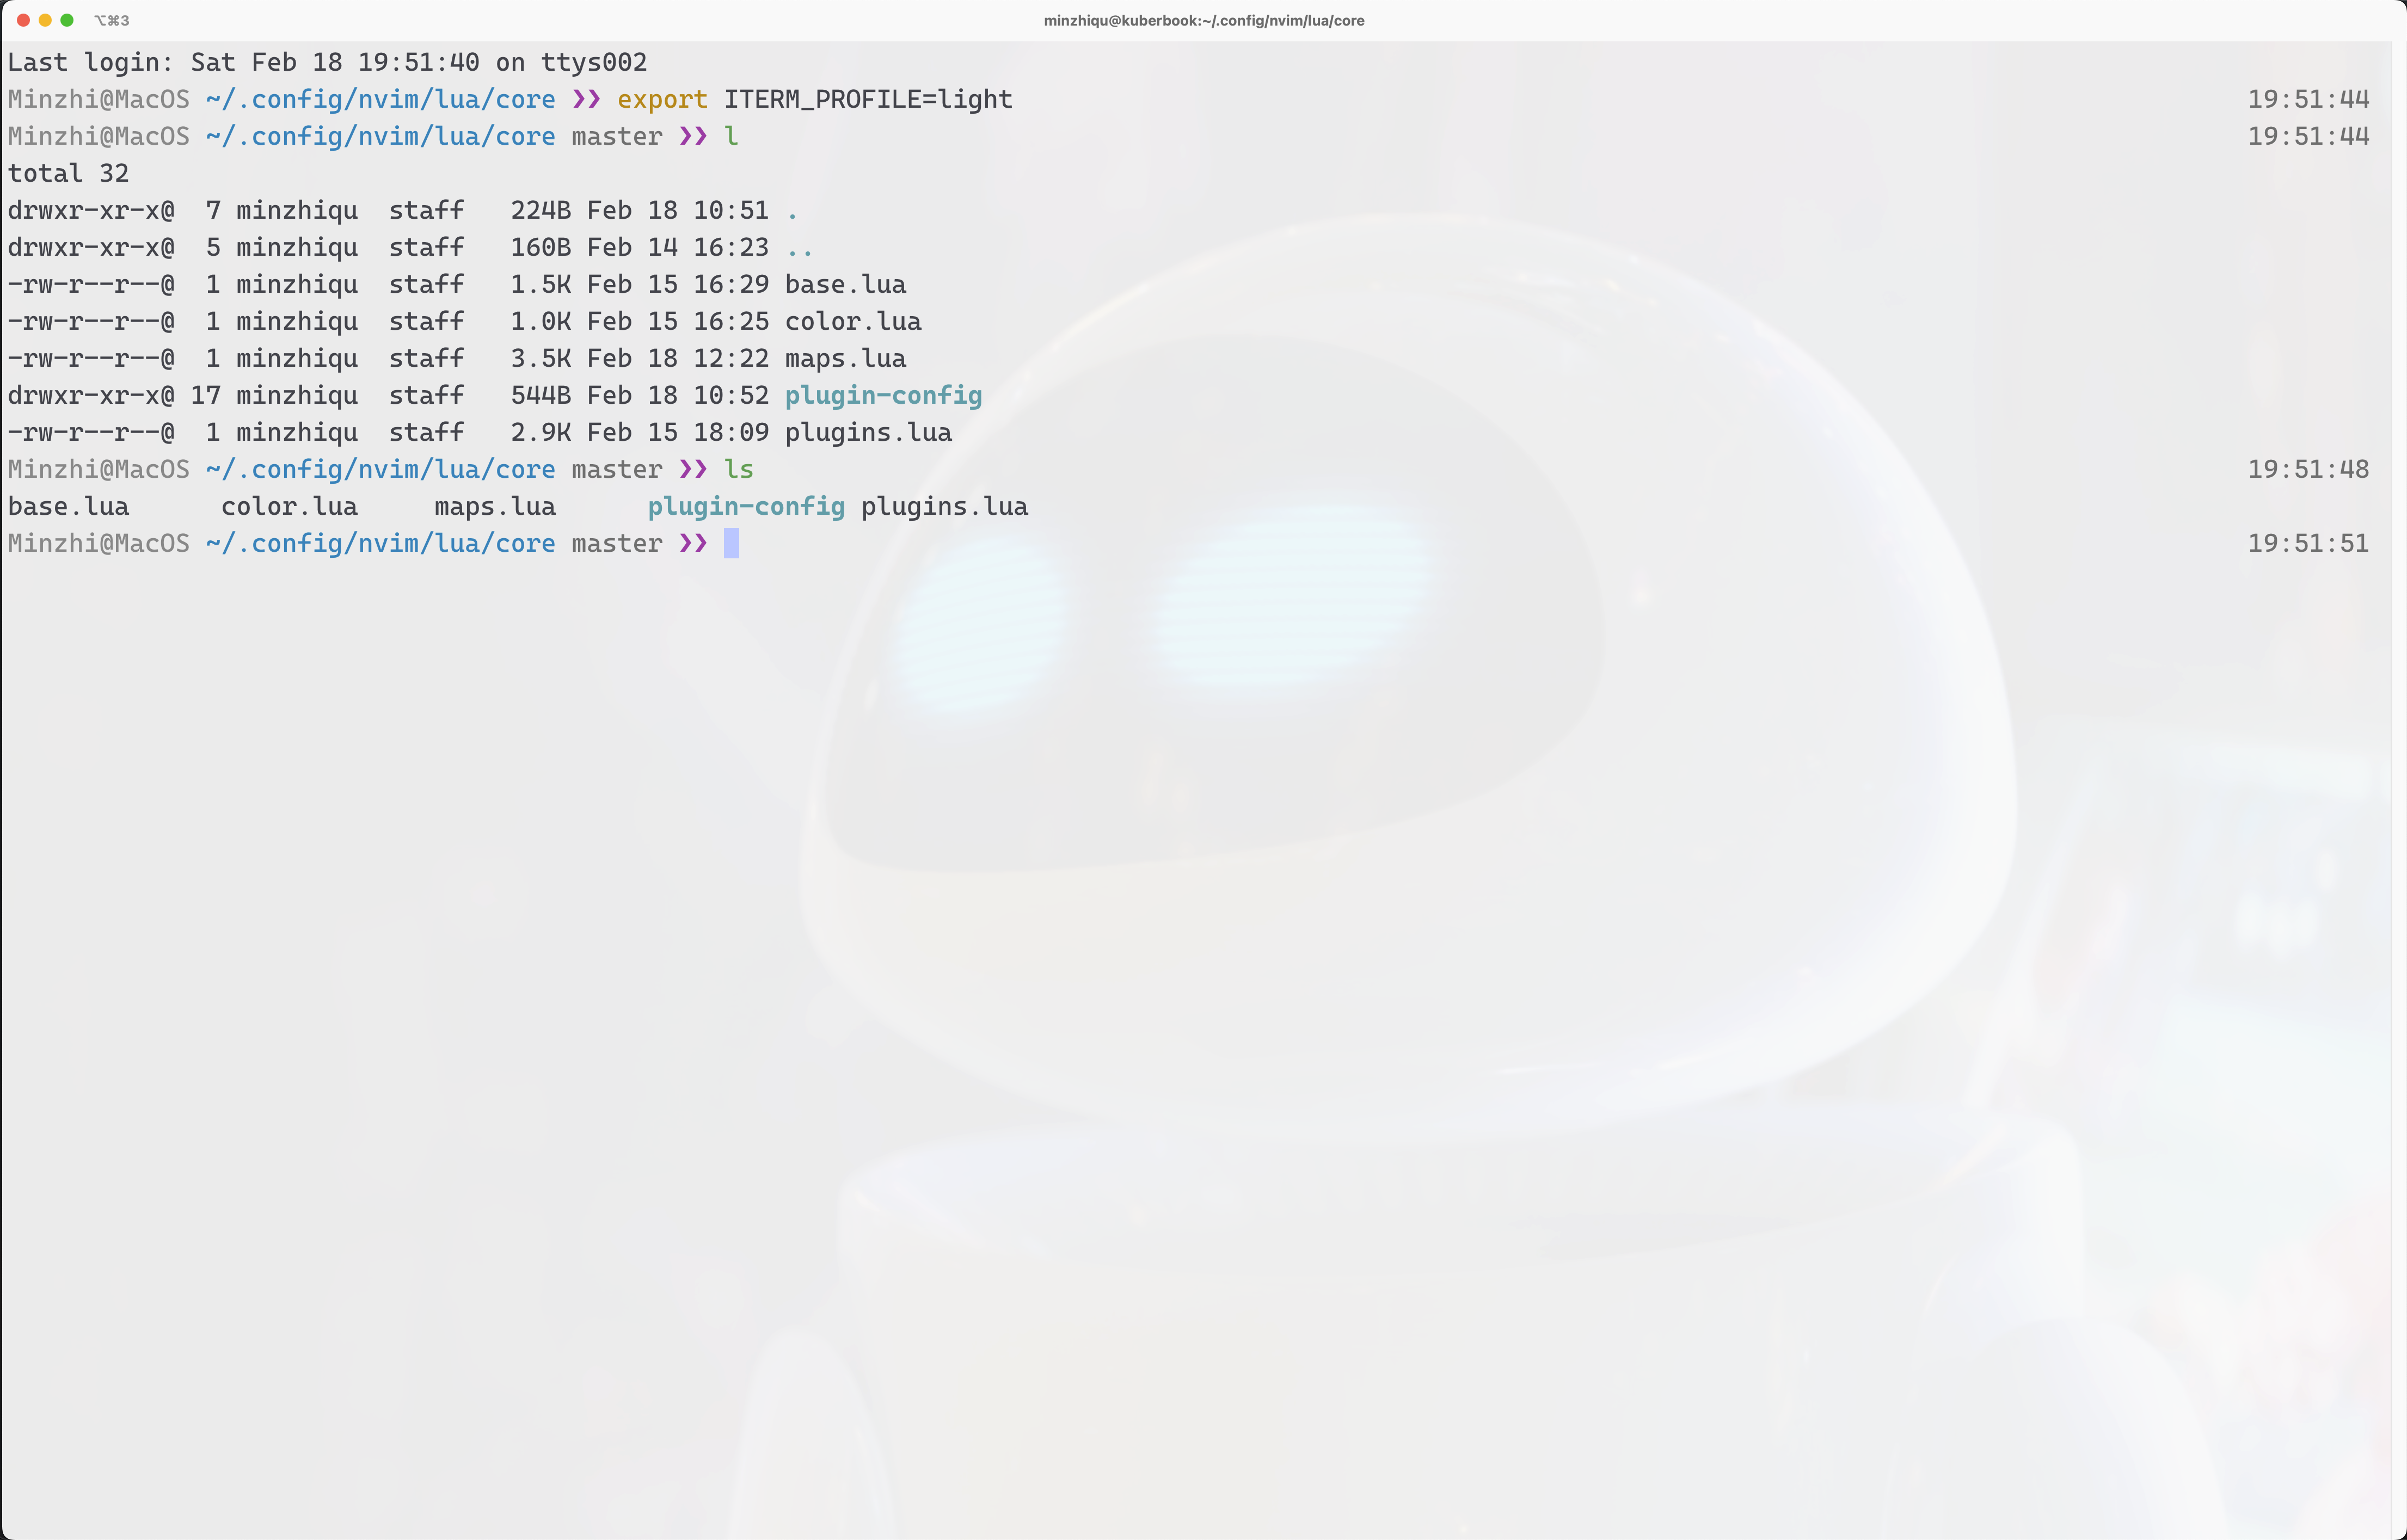 ⌥⌘3 minzhiqu@kuberbook:~/.config/nvim/lua/core
Last login: Sat Feb 18 19:51:40 on ttys002
Minzhi@MacOS ~/.config/nvim/lua/core ❯❯ export ITERM_PROFILE=light 19:51:44
Minzhi@MacOS ~/.config/nvim/lua/core master ❯❯ l 19:51:44
total 32
drwxr-xr-x@  7 minzhiqu  staff   224B Feb 18 10:51 .
drwxr-xr-x@  5 minzhiqu  staff   160B Feb 14 16:23 ..
-rw-r--r--@  1 minzhiqu  staff   1.5K Feb 15 16:29 base.lua
-rw-r--r--@  1 minzhiqu  staff   1.0K Feb 15 16:25 color.lua
-rw-r--r--@  1 minzhiqu  staff   3.5K Feb 18 12:22 maps.lua
drwxr-xr-x@ 17 minzhiqu  staff   544B Feb 18 10:52 plugin-config
-rw-r--r--@  1 minzhiqu  staff   2.9K Feb 15 18:09 plugins.lua
Minzhi@MacOS ~/.config/nvim/lua/core master ❯❯ ls 19:51:48
base.lua      color.lua     maps.lua      plugin-config plugins.lua
Minzhi@MacOS ~/.config/nvim/lua/core master ❯❯ 19:51:51